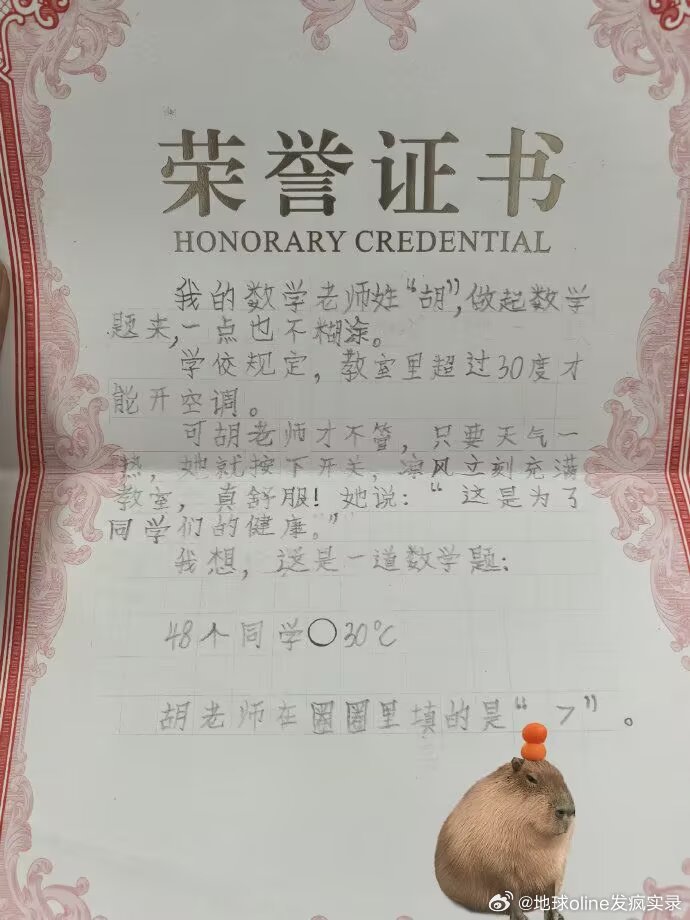 荣誉证书
HONORARY CREDENTIAL
我的数学老师姓“胡”,做起数学
题来,一点也不糊涂。
学校规定，教室里超过30度才
能开空调。
可胡老师才不管，只要天气一
热，她就按下开关，凉风立刻充满
教室，真舒服！她说：“这是为了
同学们的健康。”
我想，这是一道数学题：
48个同学○30℃
胡老师在圈圈里填的是“>”。
@地球oline发疯实录